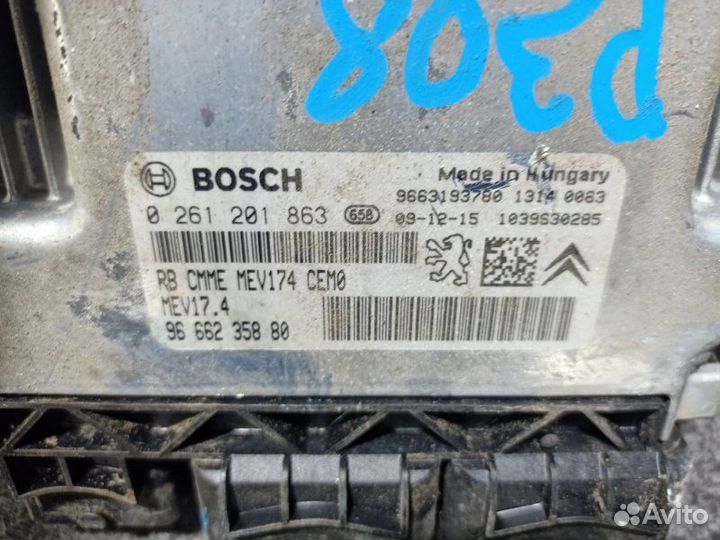 P308
BOSCH
Made in Hungary
9663193780 1314 0063
0 261 201 863 G58 09-12-15 1039S30285
RB CMME MEV174 CEM0
MEV17.4
96 662 358 80
Avito